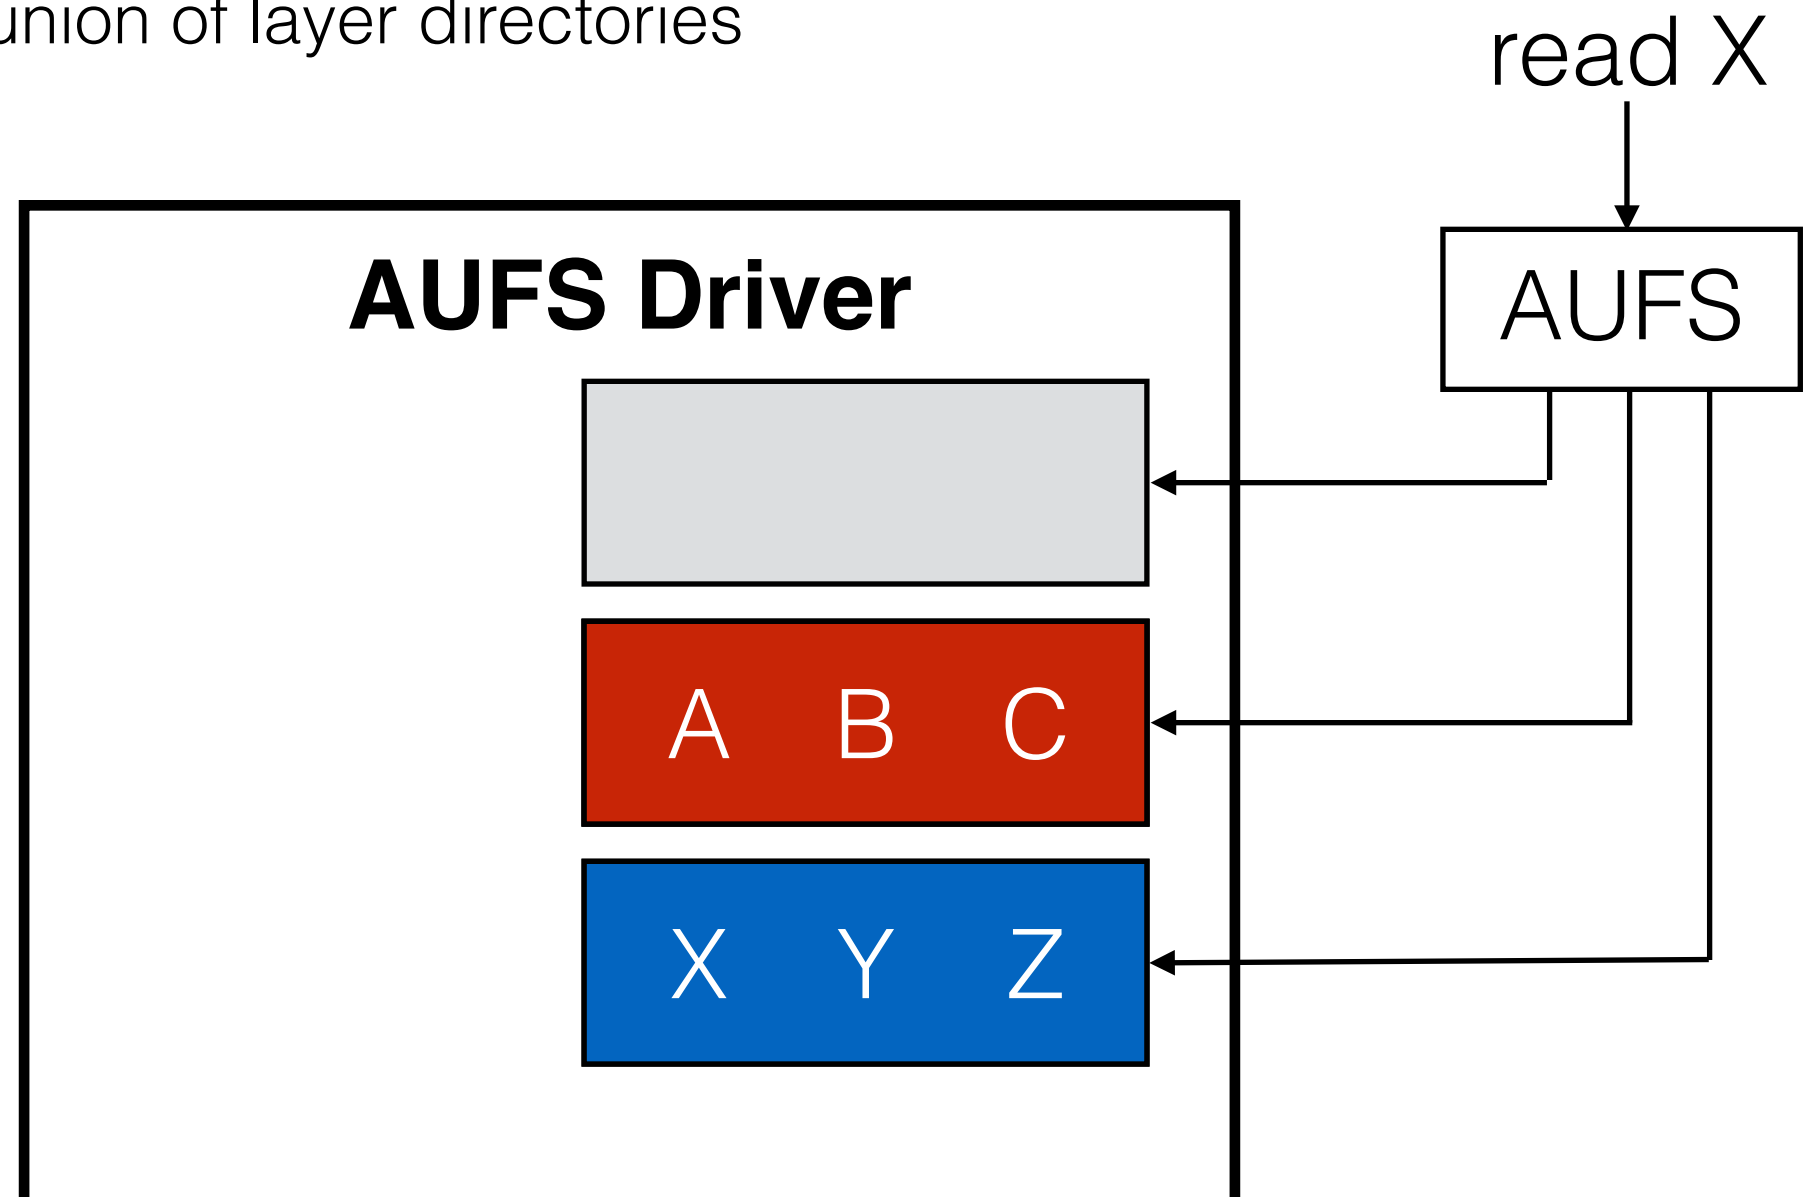 union of layer directories
read X
AUFS Driver
AUFS
A B C
X Y Z